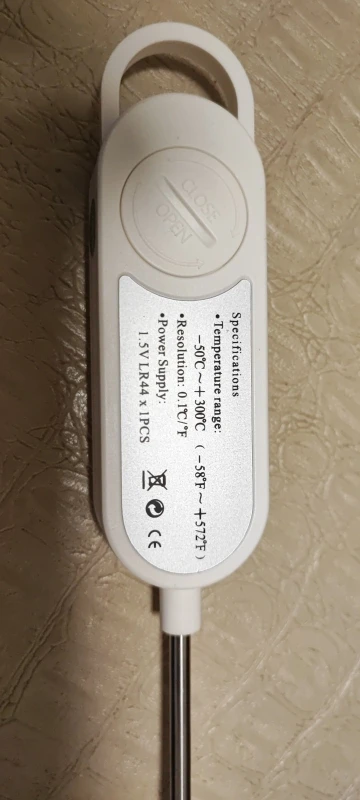 CLOSE
OPEN
Specifications
•Temperature range:
−50℃～＋300℃ (−58℉～＋572℉)
•Resolution: 0.1℃/℉
•Power Supply:
1.5V LR44 x 1PCS
CE